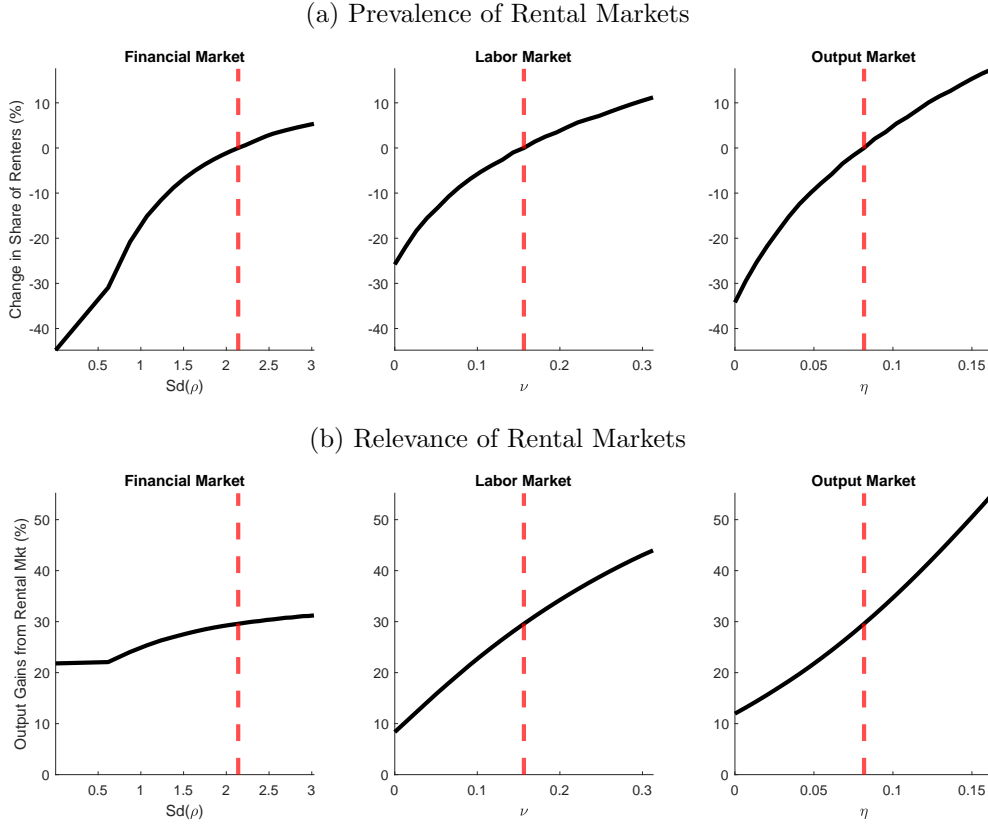 (a) Prevalence of Rental Markets
Financial Market
Labor Market
Output Market
Change in Share of Renters (%)
10
0
-10
-20
-30
-40
0.5 1 1.5 2 2.5 3
Sd(ρ)
10
0
-10
-20
-30
-40
0 0.1 0.2 0.3
ν
10
0
-10
-20
-30
-40
0 0.05 0.1 0.15
η
(b) Relevance of Rental Markets
Financial Market
Labor Market
Output Market
Output Gains from Rental Mkt (%)
50
40
30
20
10
0
0.5 1 1.5 2 2.5 3
Sd(ρ)
50
40
30
20
10
0
0 0.1 0.2 0.3
ν
50
40
30
20
10
0
0 0.05 0.1 0.15
η